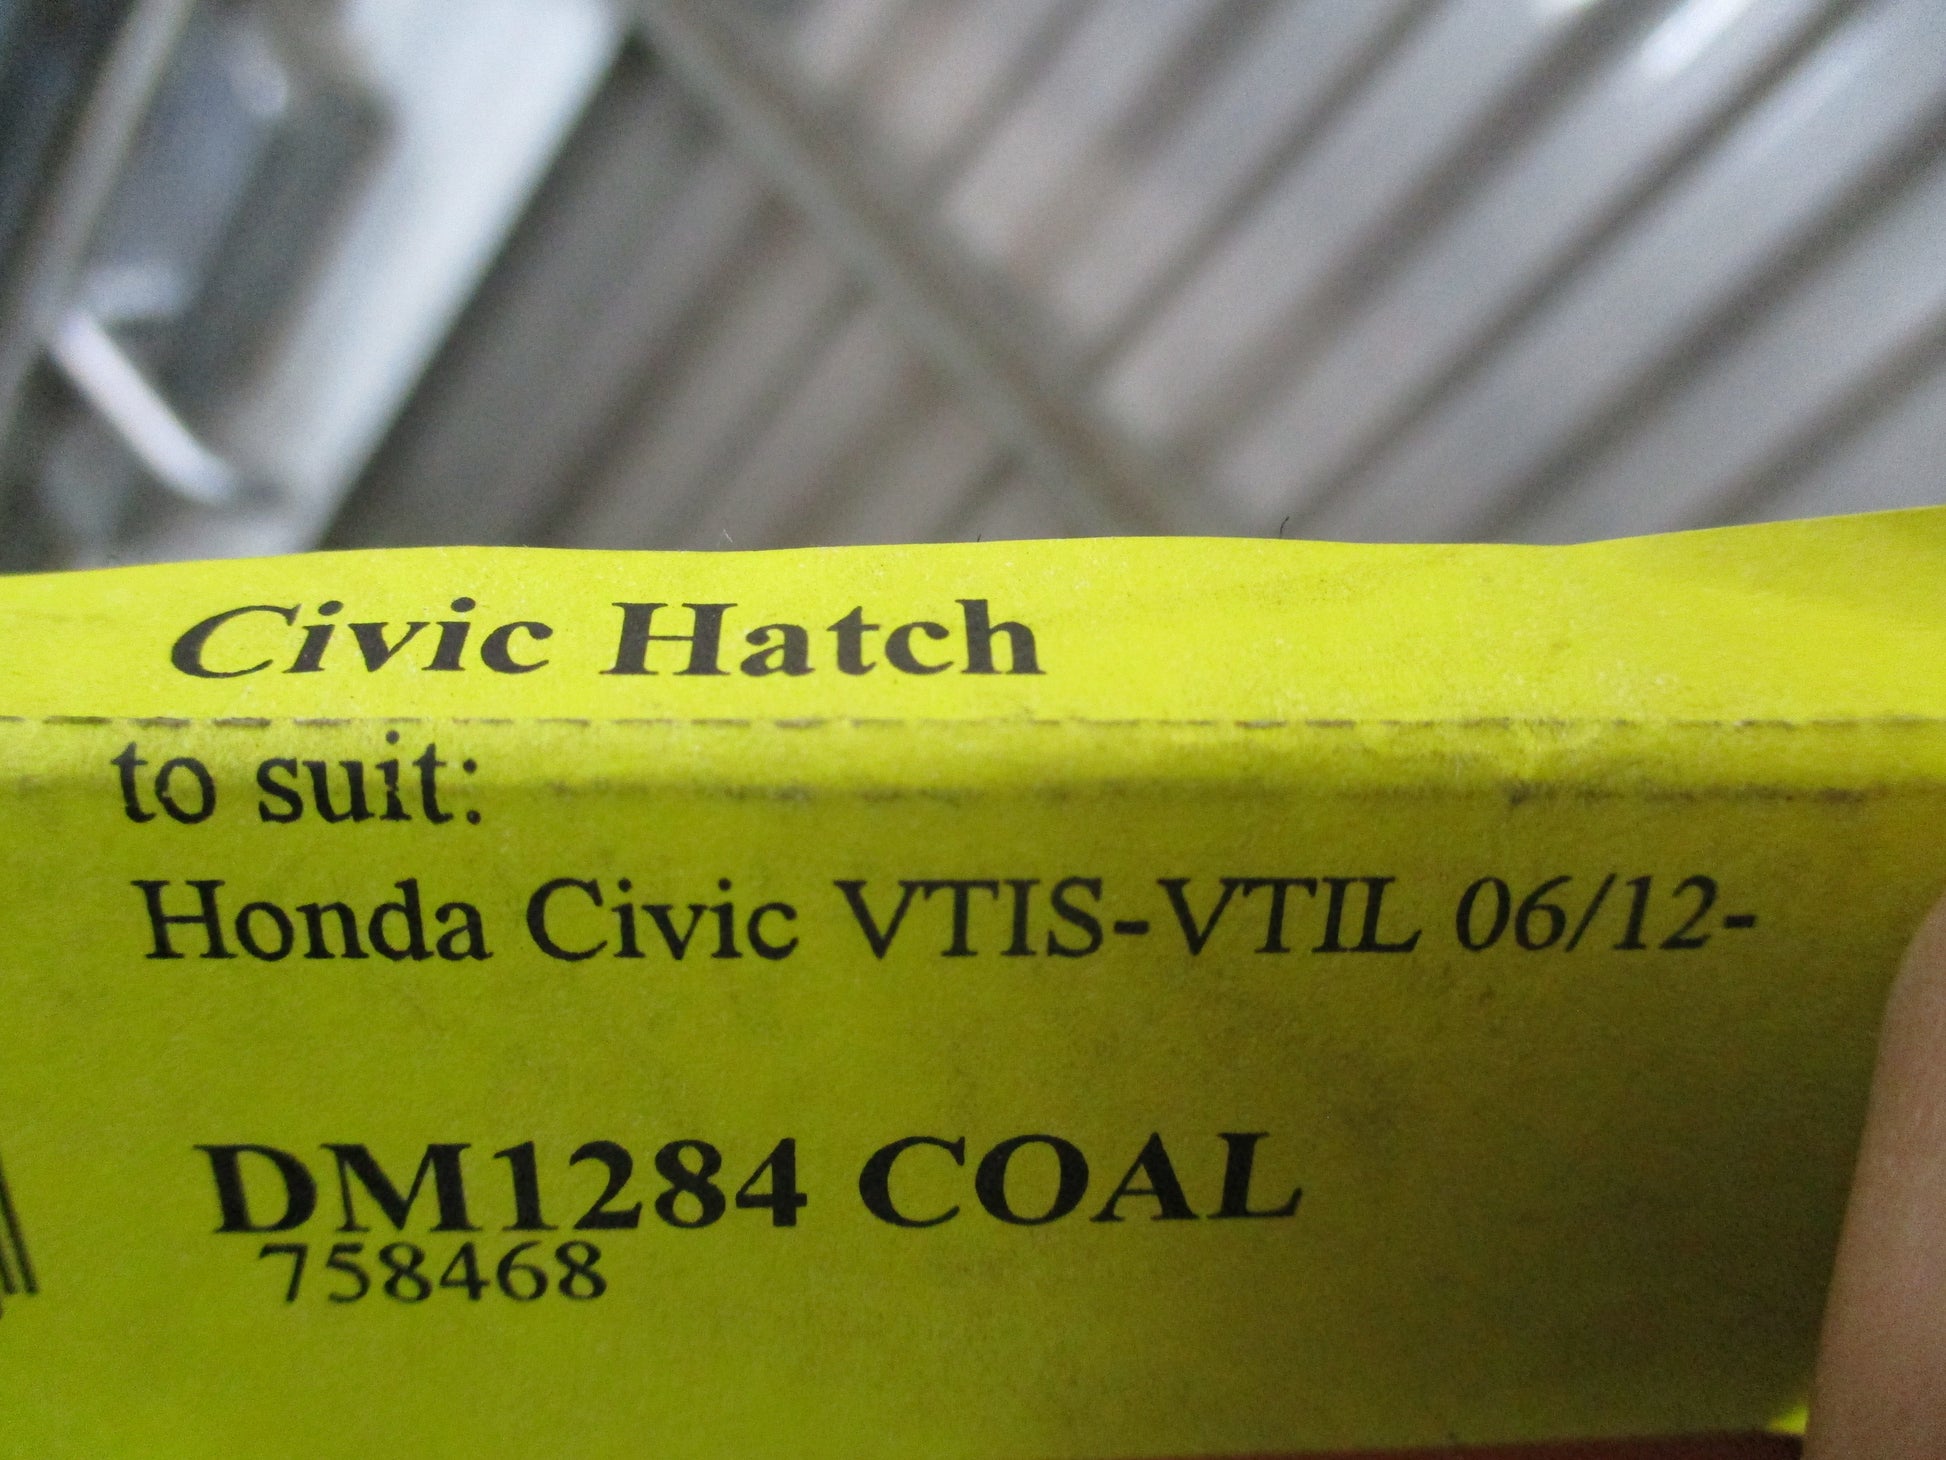 Civic Hatch
to suit:
Honda Civic VTIS-VTIL 06/12-
DM1284 COAL
758468